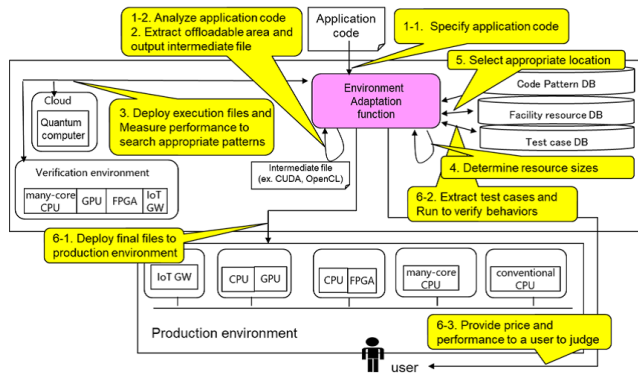 1-2. Analyze application code
2. Extract offloadable area and
output intermediate file
Application
code
1-1. Specify application code
5. Select appropriate location
Environment
Adaptation
function
Code Pattern DB
Facility resource DB
Test case DB
Cloud
Quantum
computer
3. Deploy execution files and
Measure performance to
search appropriate patterns
Verification environment
many-core
CPU
GPU
FPGA
IoT
GW
Intermediate file
(ex. CUDA, OpenCL)
4. Determine resource sizes
6-2. Extract test cases and
Run to verify behaviors
6-1. Deploy final files to
production environment
IoT GW
CPU
GPU
CPU
FPGA
many-core
CPU
conventional
CPU
Production environment
6-3. Provide price and
performance to a user to judge
user